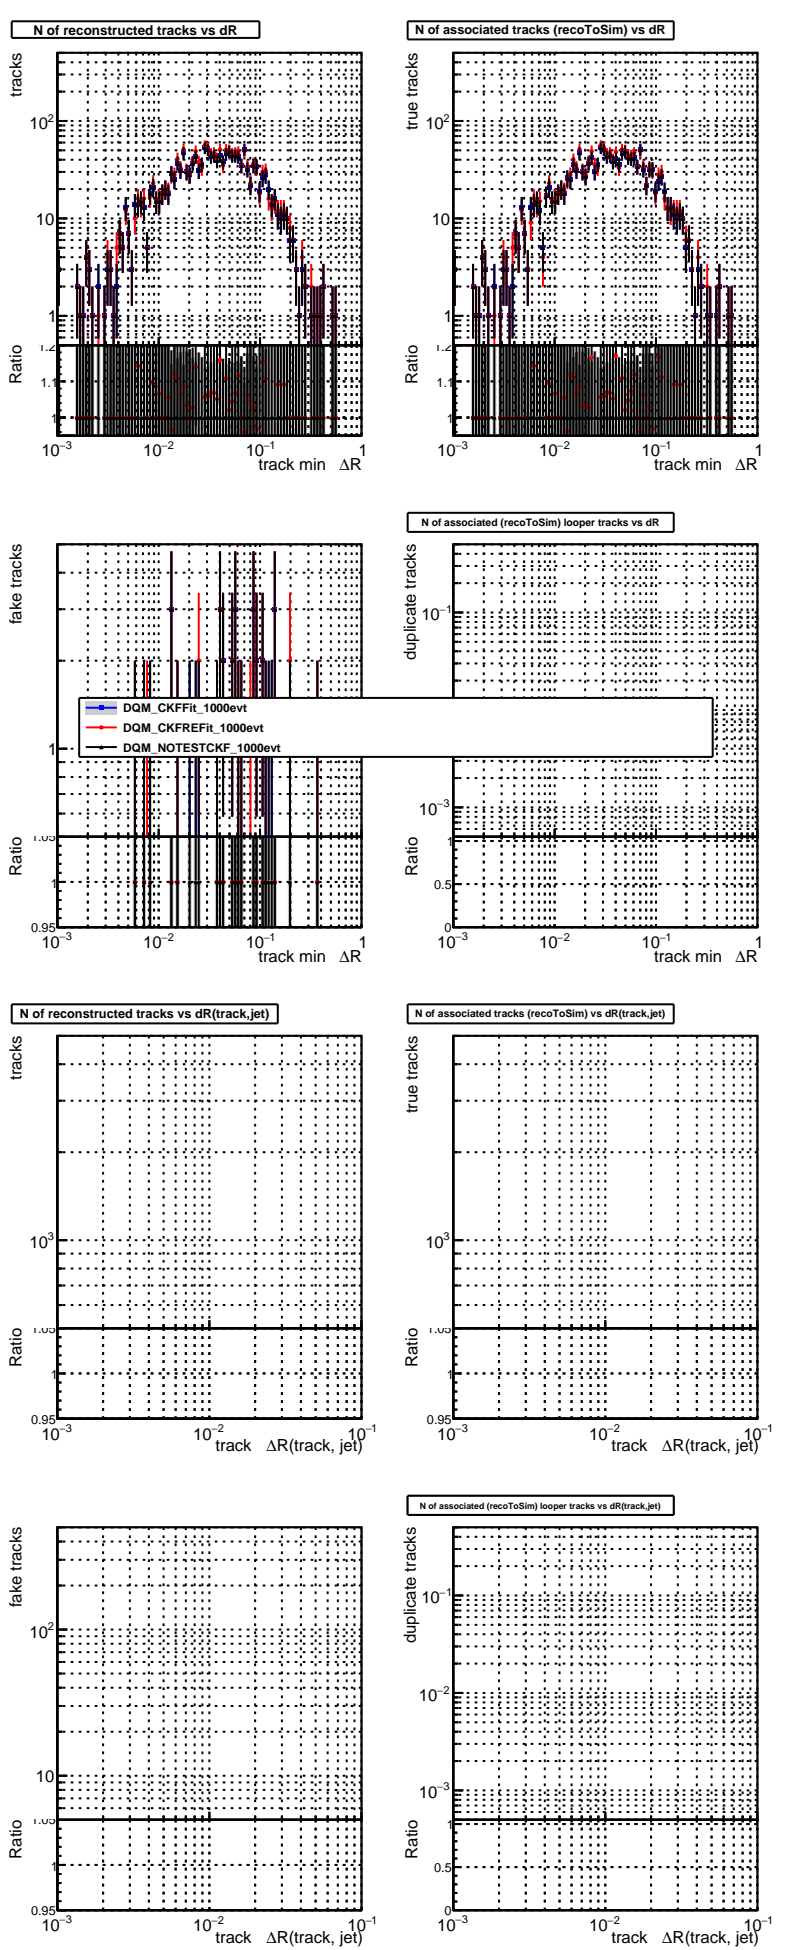 N of reconstructed tracks vs dR
N of associated tracks (recoToSim) vs dR
tracks
10²
10
1
Ratio
1.2
1.1
1
10⁻³ 10⁻² 10⁻¹ 1
track min ΔR
true tracks
10²
10
1
Ratio
1.2
1.1
1
10⁻³ 10⁻² 10⁻¹ 1
track min ΔR
N of associated (recoToSim) looper tracks vs dR
fake tracks
1
Ratio
1.05
1
0.95
10⁻³ 10⁻² 10⁻¹ 1
track min ΔR
duplicate tracks
10⁻¹
10⁻³
Ratio
1
0.5
0
10⁻³ 10⁻² 10⁻¹ 1
track min ΔR
DQM_CKFFit_1000evt
DQM_CKFREFit_1000evt
DQM_NOTESTCKF_1000evt
N of reconstructed tracks vs dR(track,jet)
N of associated tracks (recoToSim) vs dR(track,jet)
tracks
10³
Ratio
1.05
1
0.95
10⁻³ 10⁻² 10⁻¹
track ΔR(track, jet)
true tracks
10³
Ratio
1.05
1
0.95
10⁻³ 10⁻² 10⁻¹
track ΔR(track, jet)
N of associated (recoToSim) looper tracks vs dR(track,jet)
fake tracks
10²
10
Ratio
1.05
1
0.95
10⁻³ 10⁻² 10⁻¹
track ΔR(track, jet)
duplicate tracks
10⁻¹
10⁻²
10⁻³
Ratio
1
0.5
0
10⁻³ 10⁻² 10⁻¹
track ΔR(track, jet)